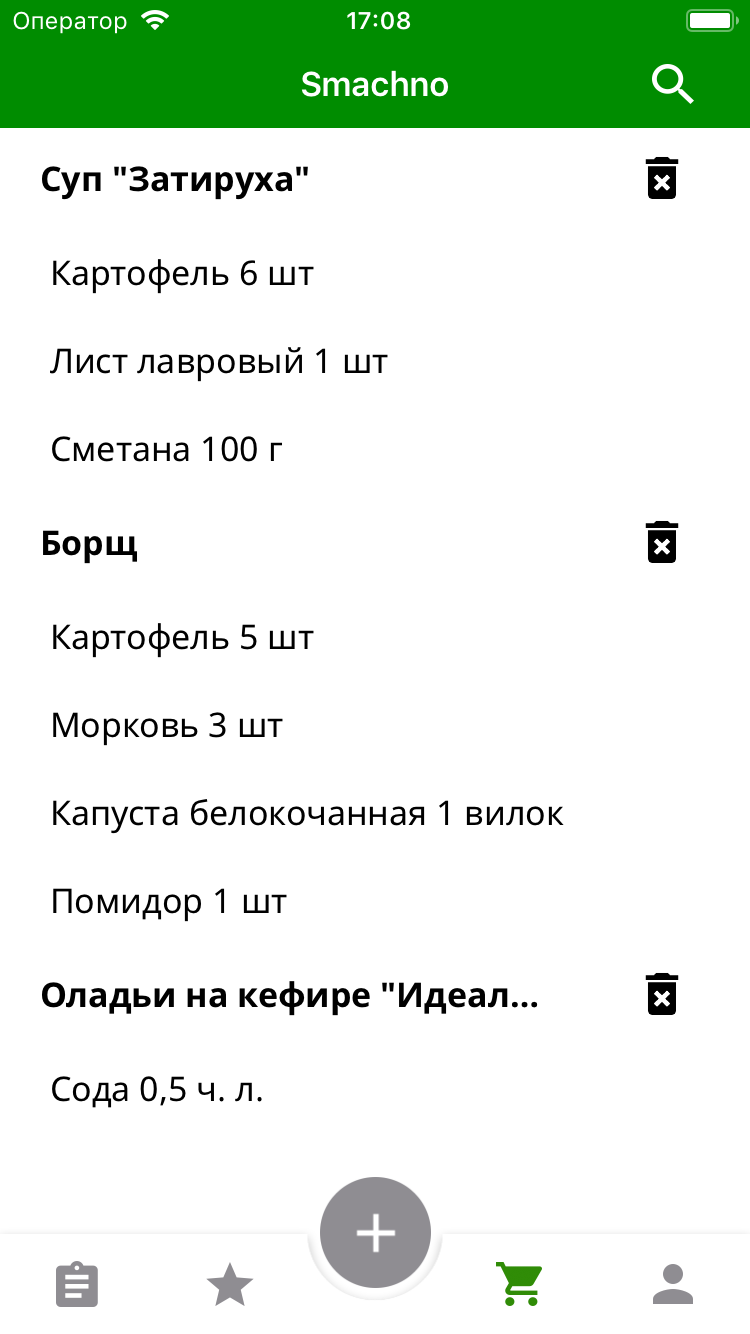 Оператор 17:08
Smachno
Суп "Затируха"
Картофель 6 шт
Лист лавровый 1 шт
Сметана 100 г
Борщ
Картофель 5 шт
Морковь 3 шт
Капуста белокочанная 1 вилок
Помидор 1 шт
Оладьи на кефире "Идеал...
Сода 0,5 ч. л.